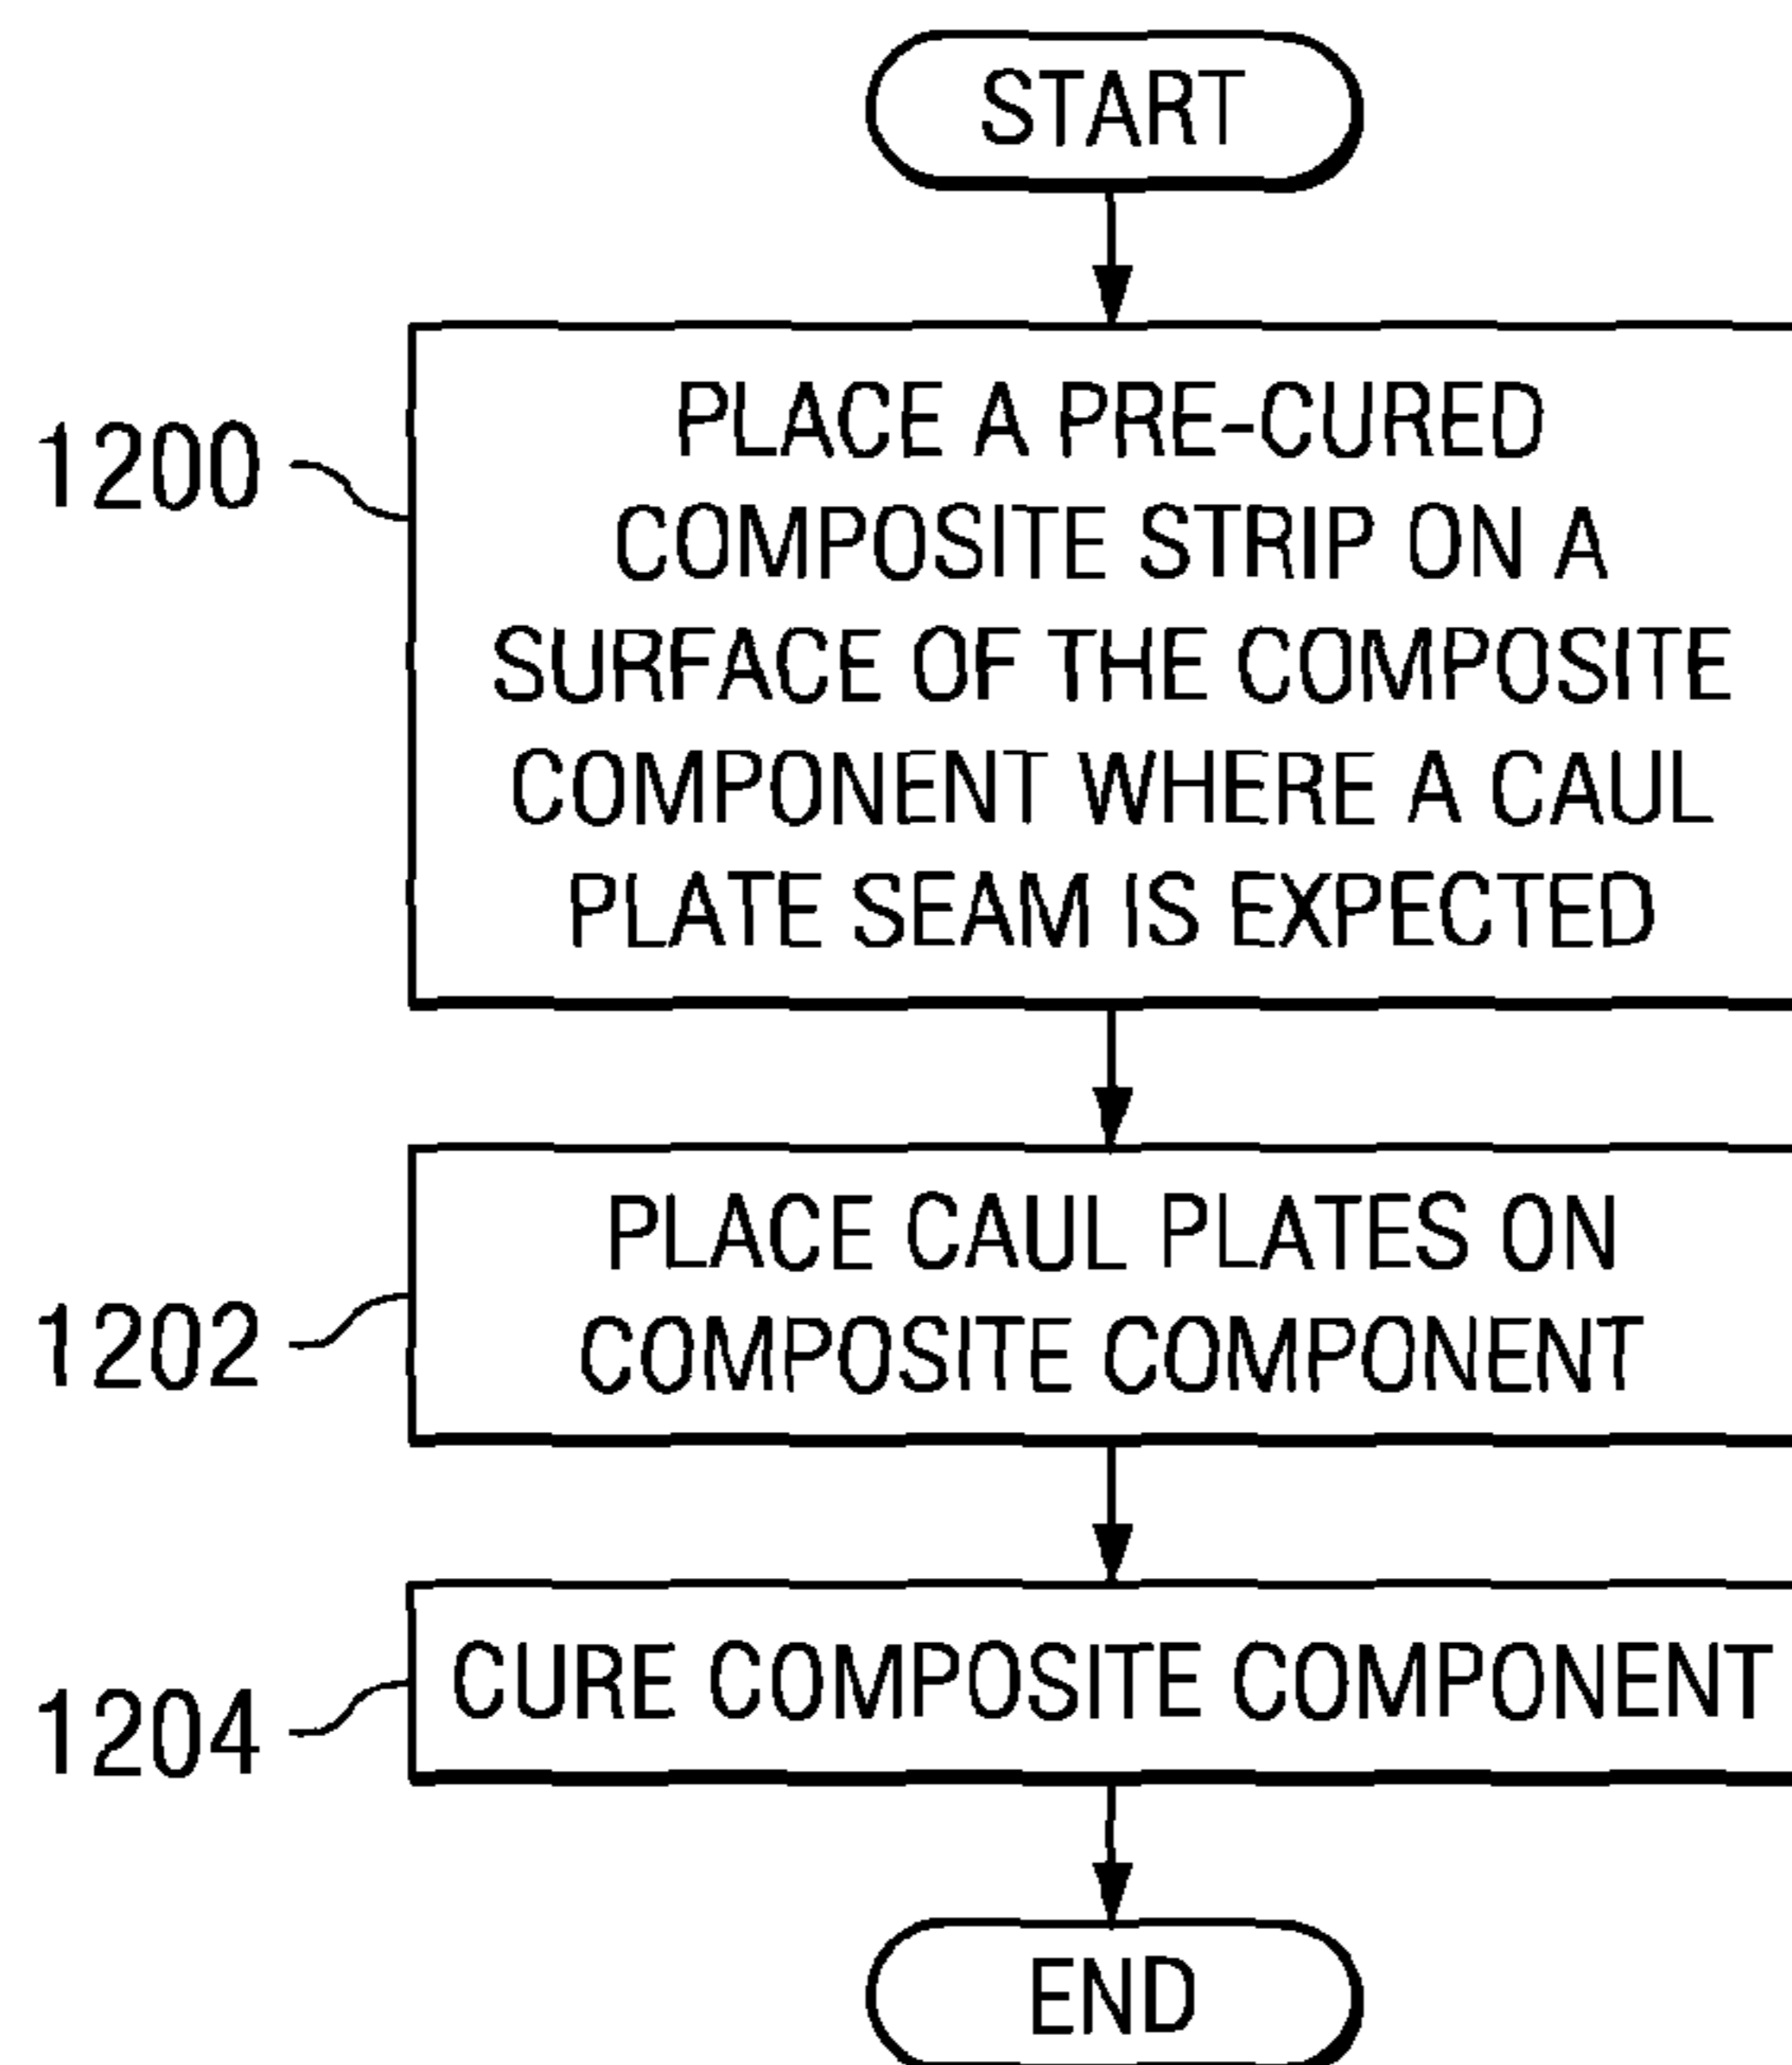 START
1200
PLACE A PRE-CURED
COMPOSITE STRIP ON A
SURFACE OF THE COMPOSITE
COMPONENT WHERE A CAUL
PLATE SEAM IS EXPECTED
1202
PLACE CAUL PLATES ON
COMPOSITE COMPONENT
1204
CURE COMPOSITE COMPONENT
END